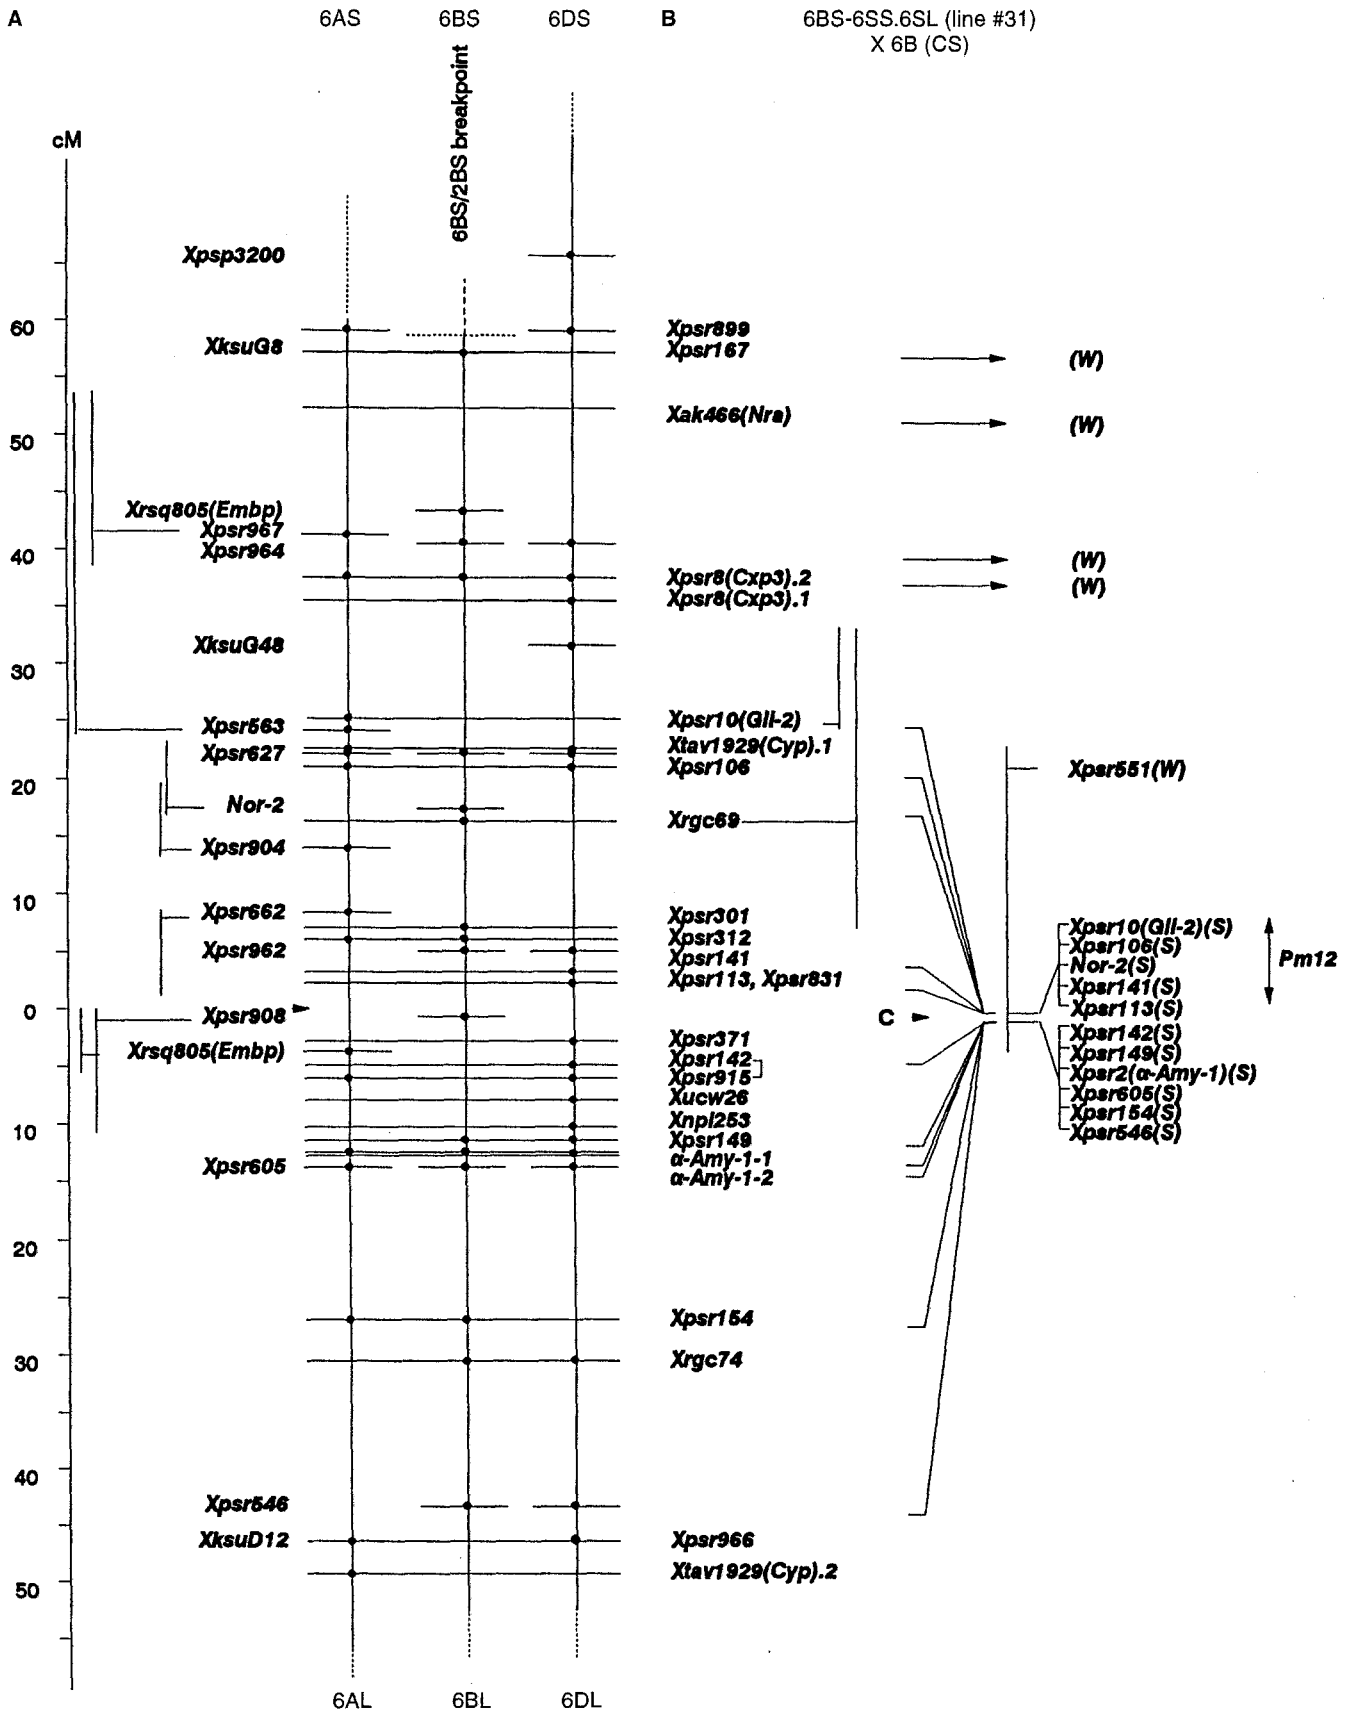 A
6AS
6BS
6DS
B
6BS-6SS.6SL (line #31)
X 6B (CS)
6BS/2BS breakpoint
cM
60
50
40
30
20
10
0
10
20
30
40
50
Xpsp3200
XksuG8
Xrsq805(Embp)
Xpsr967
Xpsr964
XksuG48
Xpsr563
Xpsr627
Nor-2
Xpsr904
Xpsr662
Xpsr962
Xpsr908
Xrsq805(Embp)
Xpsr605
Xpsr546
XksuD12
Xpsr899
Xpsr167
Xak466(Nra)
Xpsr8(Cxp3).2
Xpsr8(Cxp3).1
Xpsr10(Gli-2)
Xtav1929(Cyp).1
Xpsr106
Xrgc69
Xpsr301
Xpsr312
Xpsr141
Xpsr113, Xpsr831
Xpsr371
Xpsr142
Xpsr915
Xucw26
Xnpi253
Xpsr149
α-Amy-1-1
α-Amy-1-2
Xpsr154
Xrgc74
Xpsr966
Xtav1929(Cyp).2
(W)
(W)
(W)
(W)
Xpsr551(W)
C
Xpsr10(Gli-2)(S)
Xpsr106(S)
Nor-2(S)
Xpsr141(S)
Xpsr113(S)
Xpsr142(S)
Xpsr149(S)
Xpsr2(α-Amy-1)(S)
Xpsr605(S)
Xpsr154(S)
Xpsr546(S)
Pm12
6AL
6BL
6DL